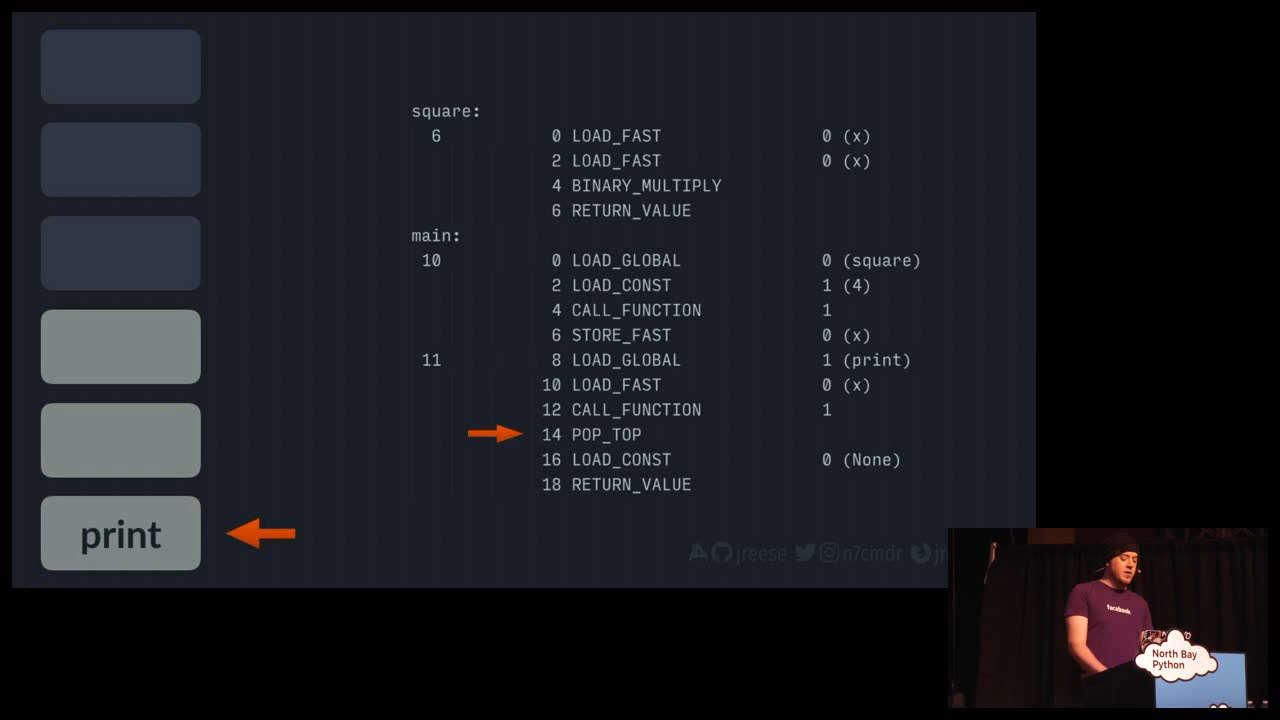 square:
6 0 LOAD_FAST 0 (x)
2 LOAD_FAST 0 (x)
4 BINARY_MULTIPLY
6 RETURN_VALUE
main:
10 0 LOAD_GLOBAL 0 (square)
2 LOAD_CONST 1 (4)
4 CALL_FUNCTION 1
6 STORE_FAST 0 (x)
11 8 LOAD_GLOBAL 1 (print)
10 LOAD_FAST 0 (x)
12 CALL_FUNCTION 1
14 POP_TOP
16 LOAD_CONST 0 (None)
18 RETURN_VALUE
print
jreese n7cmdr jr
facebook
North Bay
Python